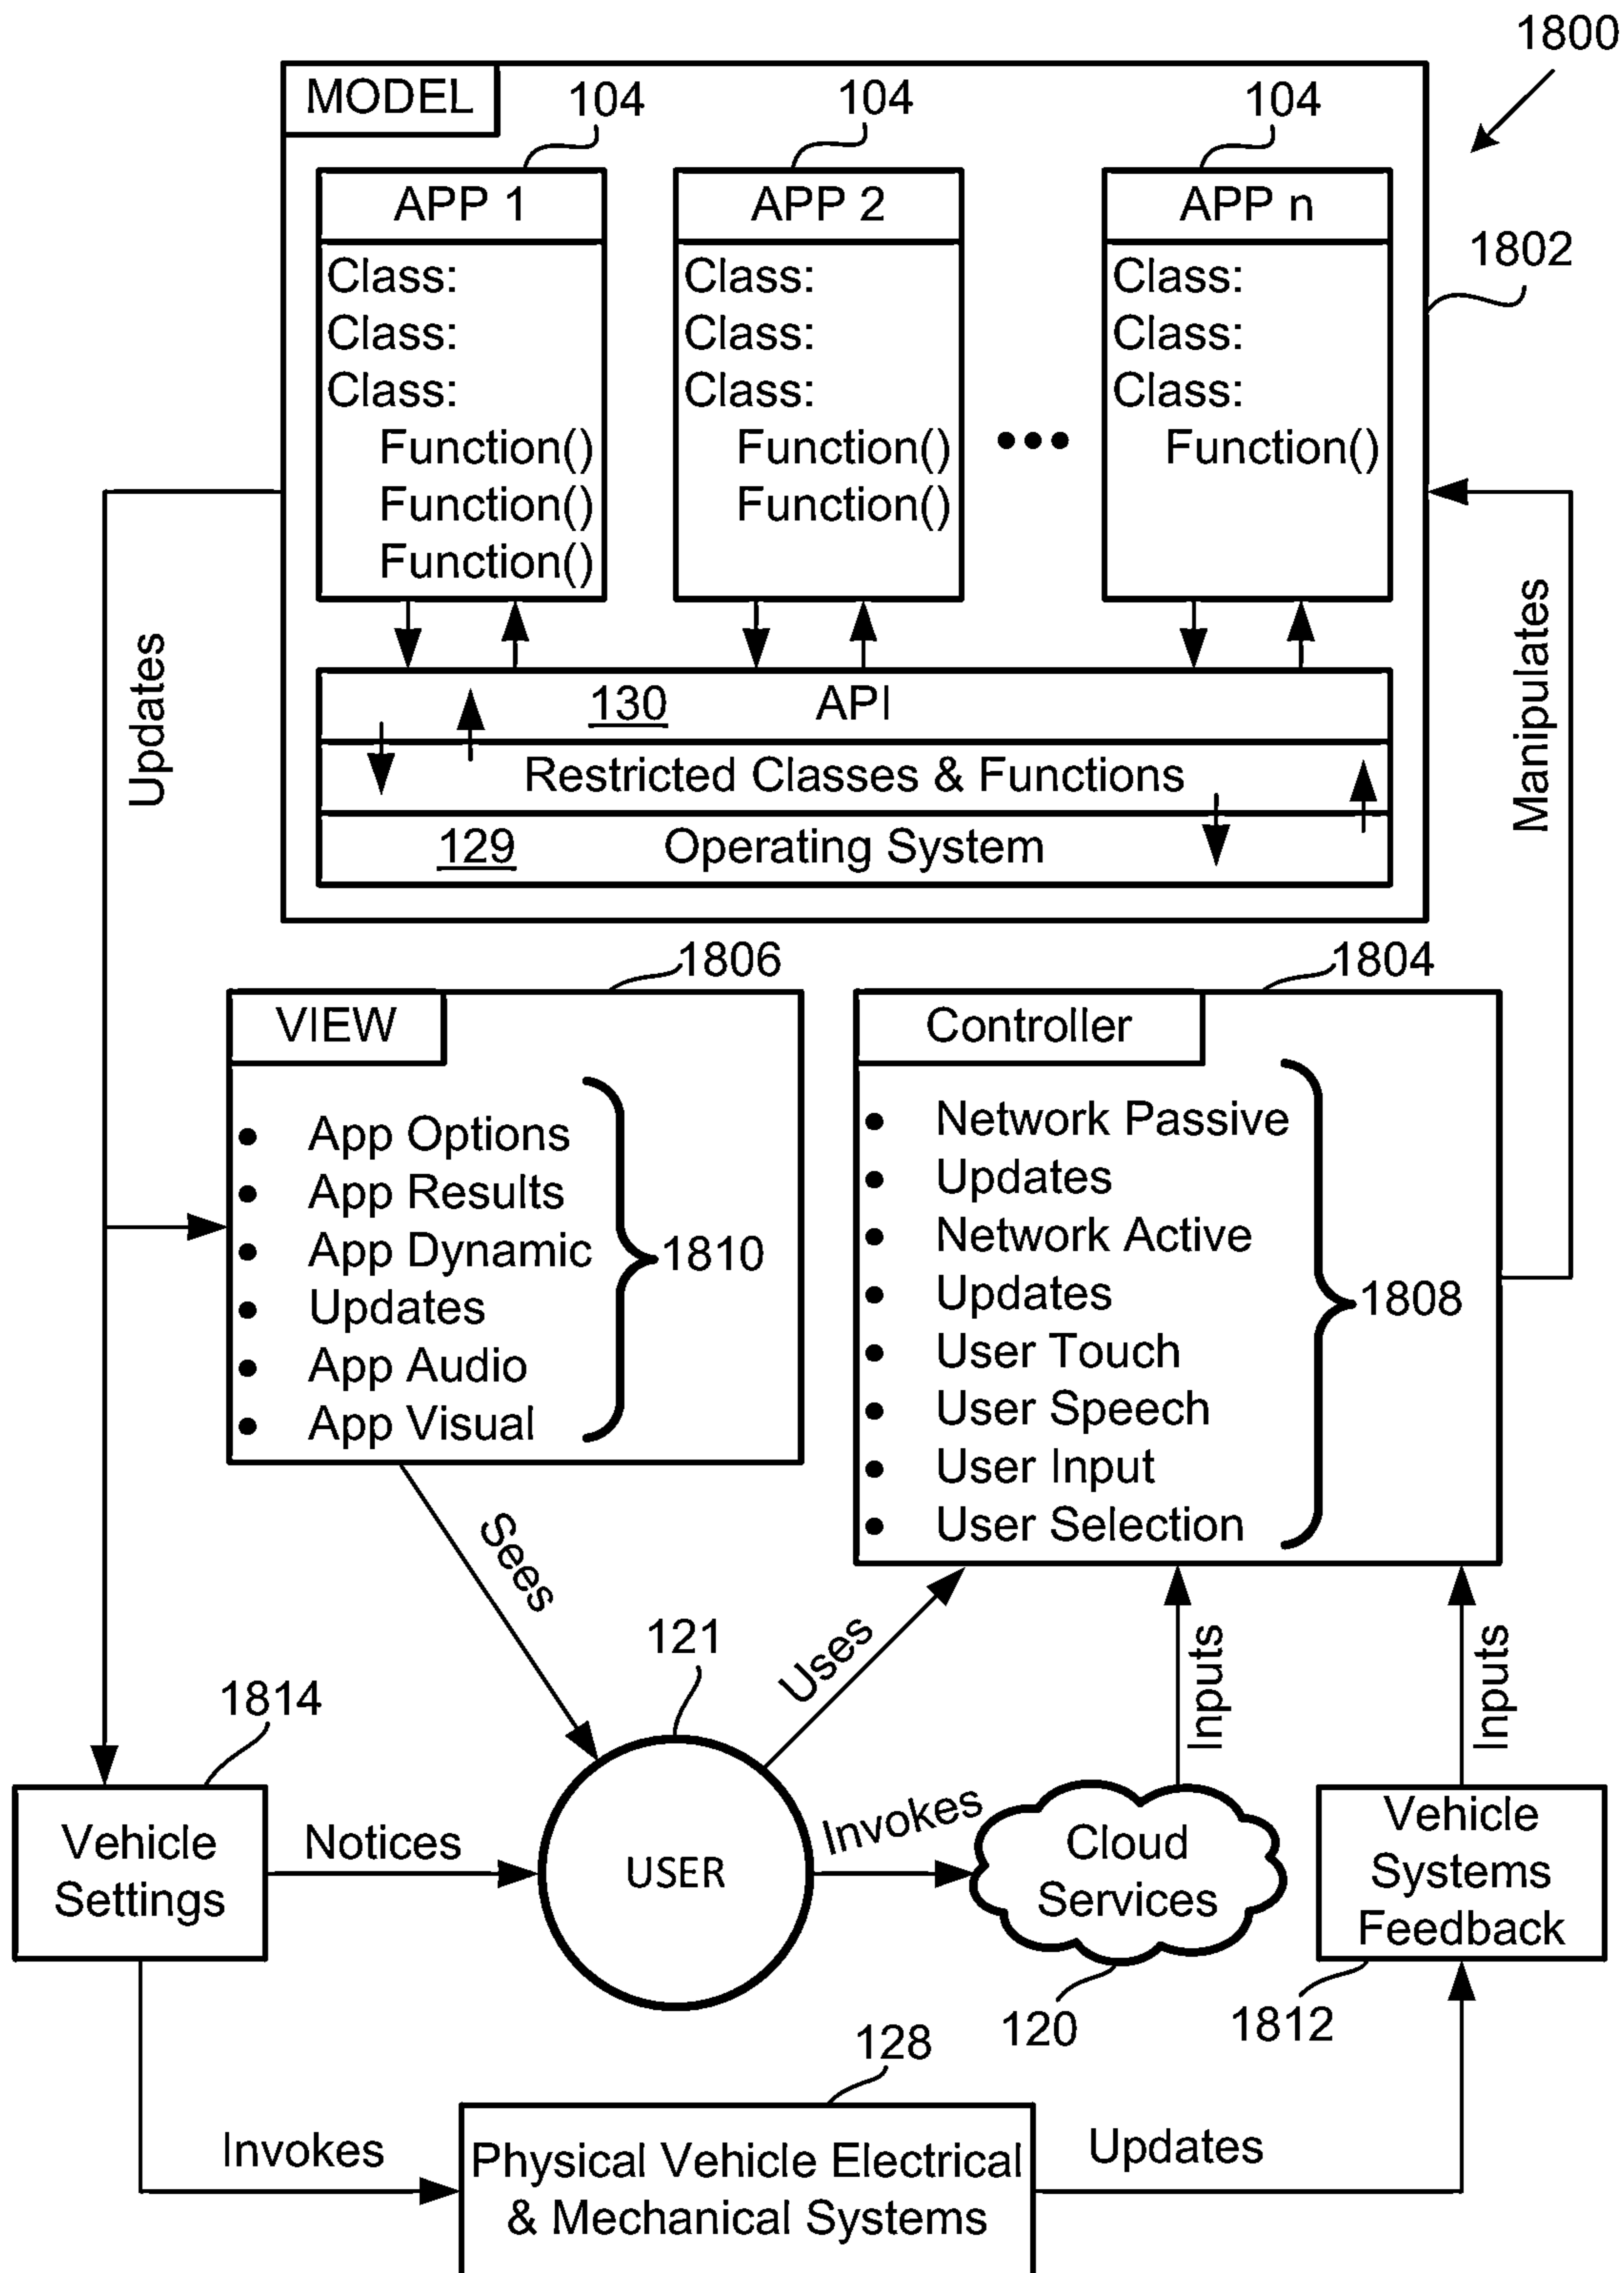 1800
MODEL
104
104
104
1802
APP 1
Class:
Class:
Class:
Function()
Function()
Function()
APP 2
Class:
Class:
Class:
Function()
Function()
•••
APP n
Class:
Class:
Class:
Function()
130 API
Restricted Classes & Functions
129 Operating System
Updates
Manipulates
1806
VIEW
• App Options
• App Results
• App Dynamic
• Updates
• App Audio
• App Visual
1810
1804
Controller
• Network Passive
• Updates
• Network Active
• Updates
• User Touch
• User Speech
• User Input
• User Selection
1808
Sees
Uses
Inputs
Inputs
121
1814
Vehicle
Settings
Notices
USER
Invokes
Cloud
Services
120
Vehicle
Systems
Feedback
1812
128
Invokes
Physical Vehicle Electrical
& Mechanical Systems
Updates